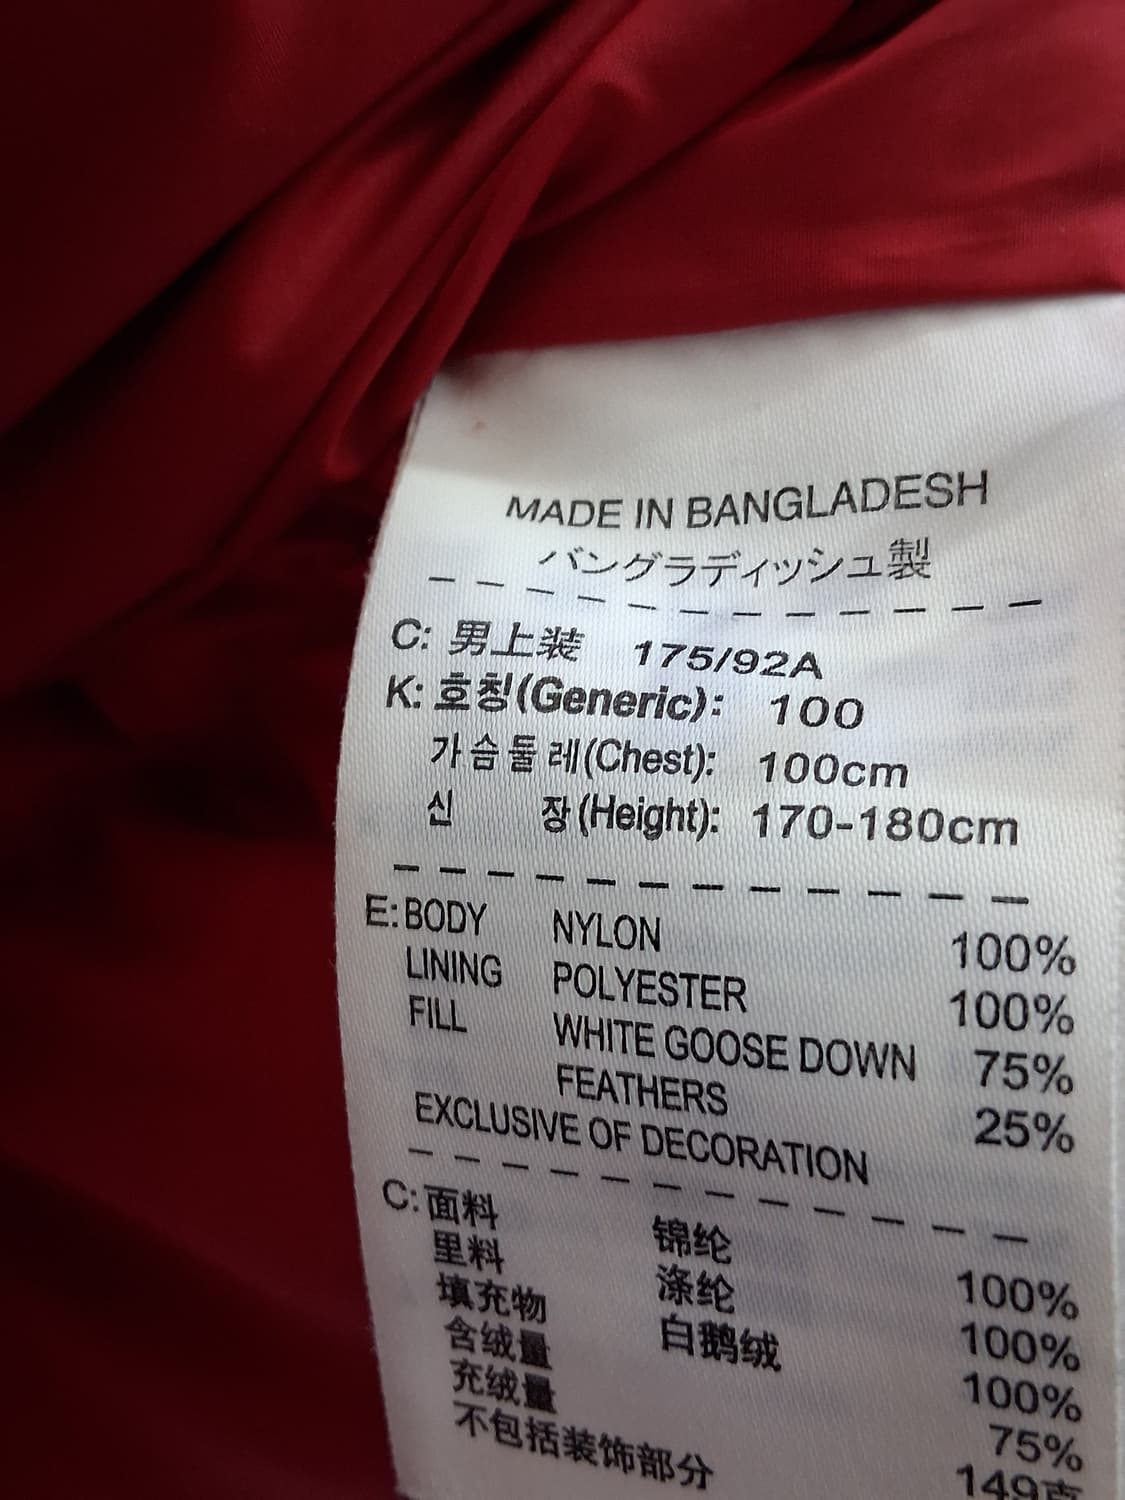 MADE IN BANGLADESH
バングラディッシュ製
C: 男上装 175/92A
K: 호칭(Generic): 100
가슴둘레(Chest): 100cm
신 장(Height): 170-180cm
E: BODY NYLON 100%
LINING POLYESTER 100%
FILL WHITE GOOSE DOWN 75%
FEATHERS 25%
EXCLUSIVE OF DECORATION
C: 面料 锦纶 100%
里料 涤纶 100%
填充物 白鹅绒 100%
含绒量 75%
充绒量 149克
不包括装饰部分